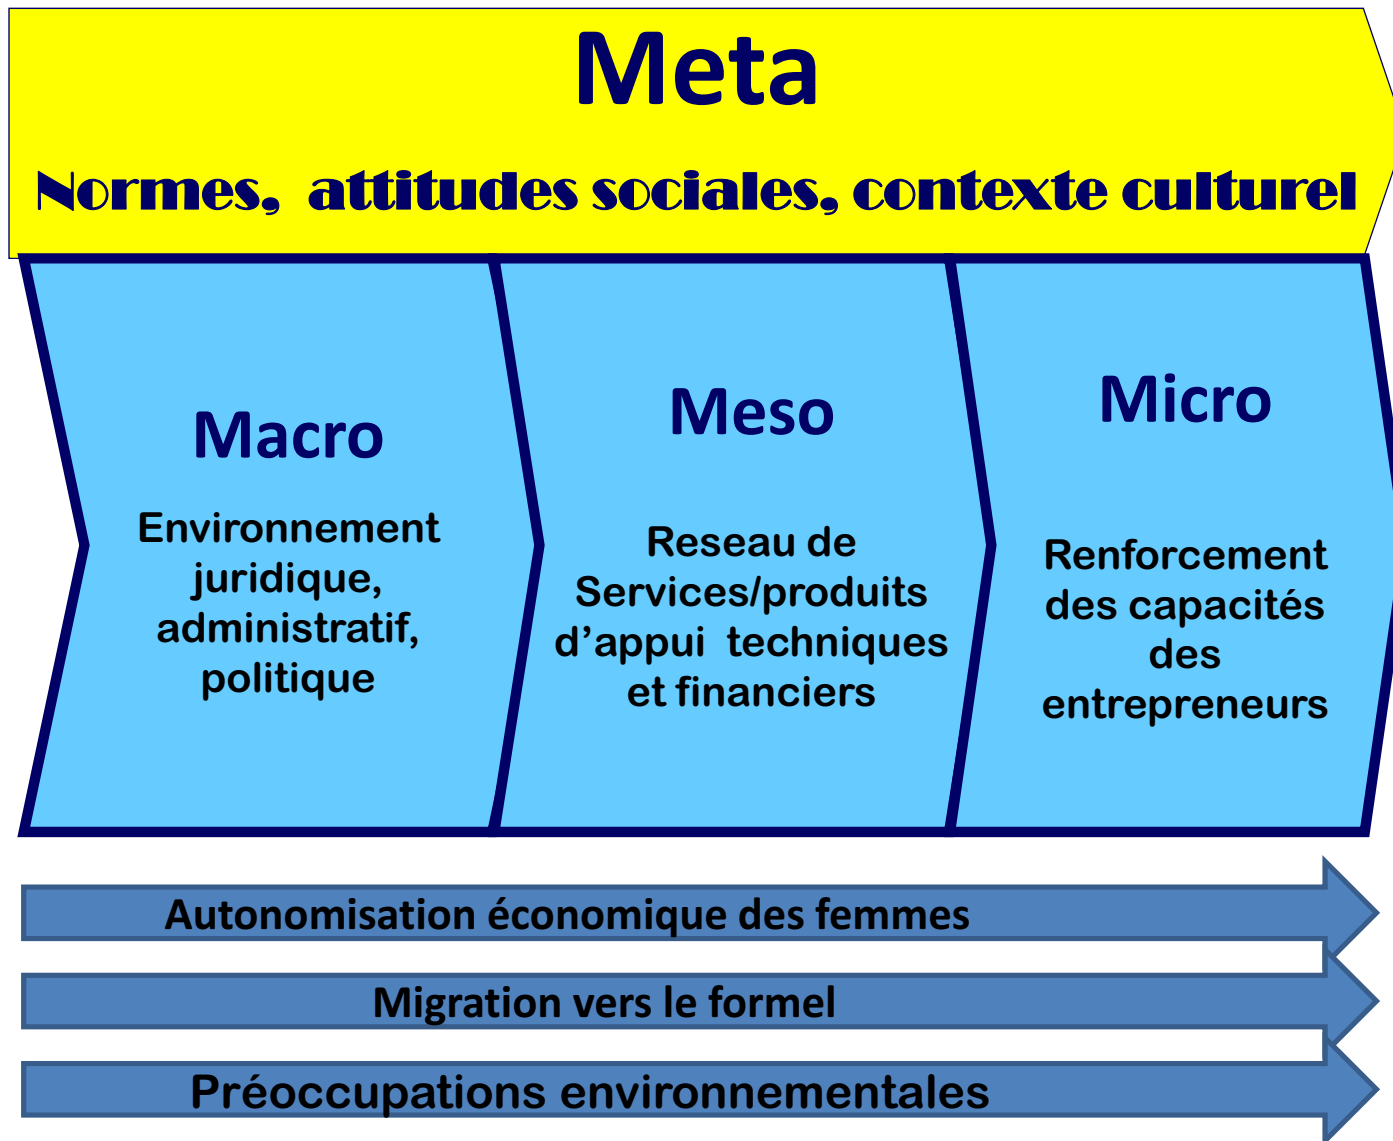 Meta
Normes, attitudes sociales, contexte culturel
Macro
Environnement
juridique,
administratif,
politique
Meso
Reseau de
Services/produits
d’appui techniques
et financiers
Micro
Renforcement
des capacités
des
entrepreneurs
Autonomisation économique des femmes
Migration vers le formel
Préoccupations environnementales